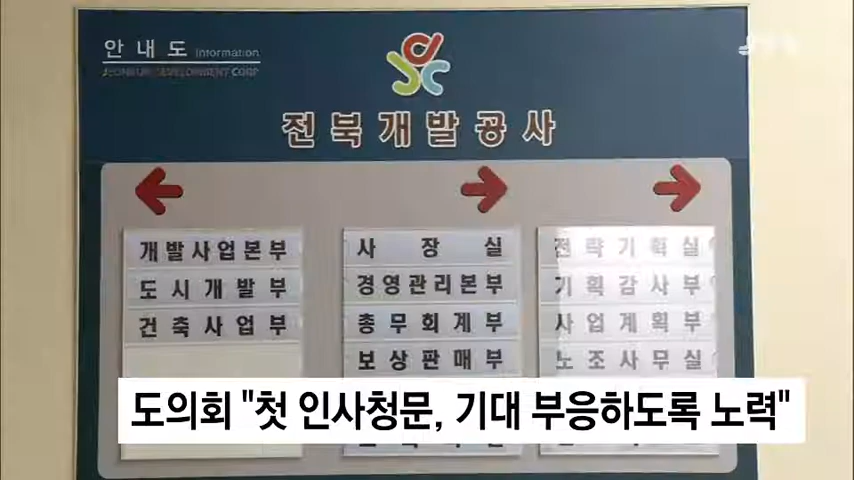 안내도 Information
JEONBUK DEVELOPMENT CORP
전북개발공사
개발사업본부
도시개발부
건축사업부
사장실
경영관리본부
총무회계부
보상판매부
전략기획실
기획감사부
사업계획부
노조사무실
도의회 "첫 인사청문, 기대 부응하도록 노력"